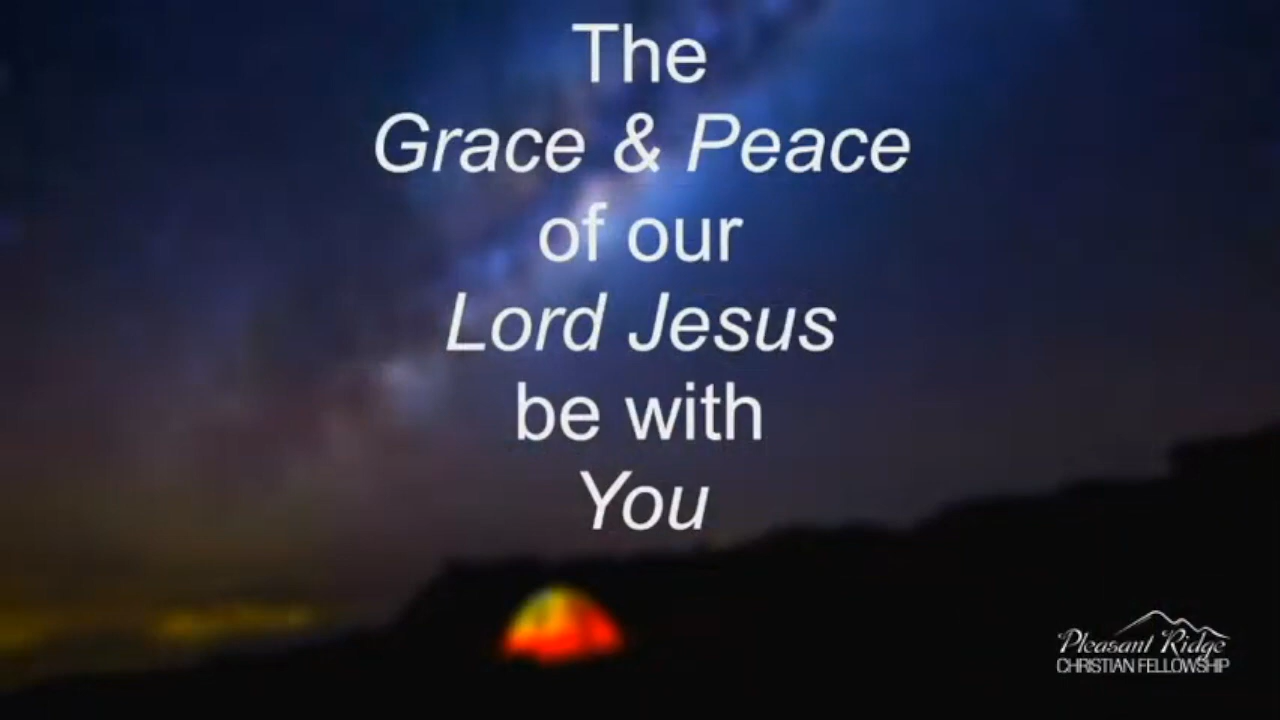 The
Grace & Peace
of our
Lord Jesus
be with
You
Pleasant Ridge
CHRISTIAN FELLOWSHIP